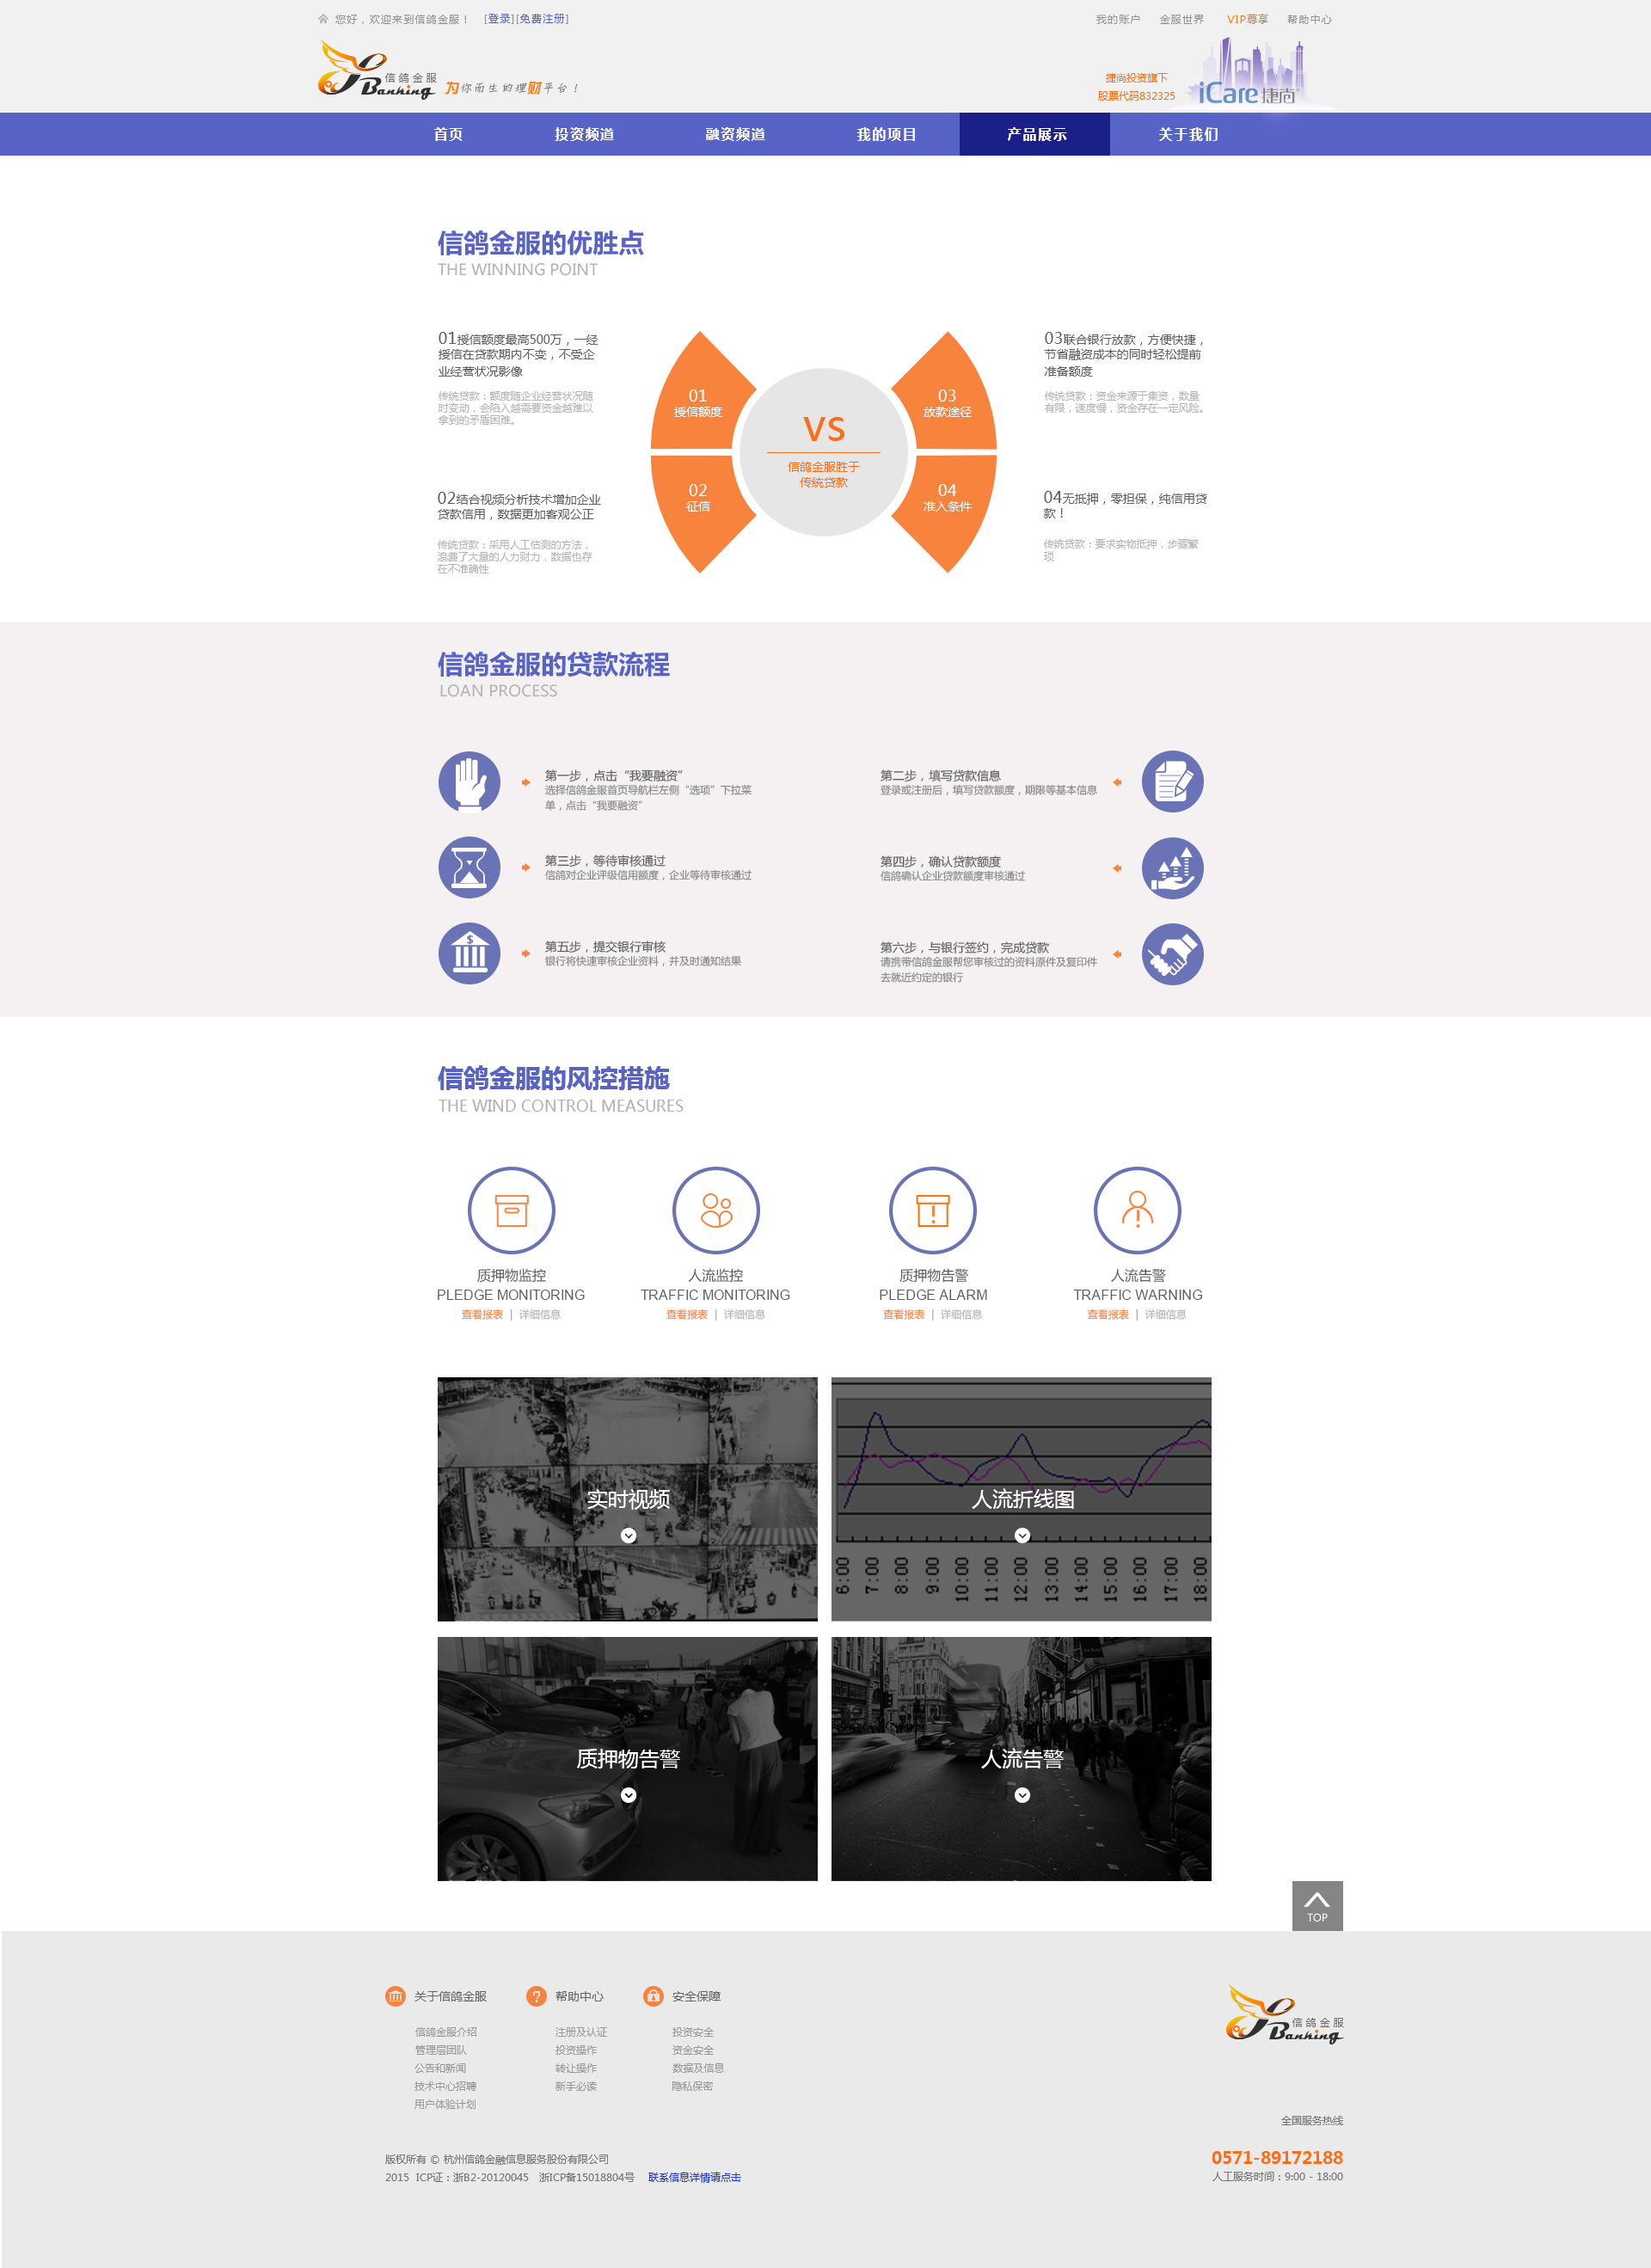 您好，欢迎来到信鸽金服！ [登录][免费注册]
我的账户 金服世界 VIP尊享 帮助中心
信鸽金服
Banking
为你而生的理财平台！
捷尚投资旗下
股票代码832325
iCare捷尚
首页 投资频道 融资频道 我的项目 产品展示 关于我们
信鸽金服的优胜点
THE WINNING POINT
01授信额度最高500万，一经
授信在贷款期内不变，不受企
业经营状况影像
传统贷款：额度随企业经营状况随
时变动，会陷入越需要资金越难以
拿到的矛盾困难。
02结合视频分析技术增加企业
贷款信用，数据更加客观公正
传统贷款：采用人工估测的方法，
浪费了大量的人力财力，数据也存
在不准确性
01
授信额度
02
征信
VS
信鸽金服胜于
传统贷款
03
放款途径
04
准入条件
03联合银行放款，方便快捷，
节省融资成本的同时轻松提前
准备额度
传统贷款：资金来源于集资，数量
有限，速度慢，资金存在一定风险。
04无抵押，零担保，纯信用贷
款！
传统贷款：要求实物抵押，步骤繁
琐
信鸽金服的贷款流程
LOAN PROCESS
第一步，点击“我要融资”
选择信鸽金服首页导航栏左侧“选项”下拉菜
单，点击“我要融资”
第二步，填写贷款信息
登录或注册后，填写贷款额度，期限等基本信息
第三步，等待审核通过
信鸽对企业评级信用额度，企业等待审核通过
第四步，确认贷款额度
信鸽确认企业贷款额度审核通过
第五步，提交银行审核
银行将快速审核企业资料，并及时通知结果
第六步，与银行签约，完成贷款
请携带信鸽金服帮您审核过的资料原件及复印件
去就近约定的银行
信鸽金服的风控措施
THE WIND CONTROL MEASURES
质押物监控
PLEDGE MONITORING
查看报表 | 详细信息
人流监控
TRAFFIC MONITORING
查看报表 | 详细信息
质押物告警
PLEDGE ALARM
查看报表 | 详细信息
人流告警
TRAFFIC WARNING
查看报表 | 详细信息
实时视频
人流折线图
6:00 7:00 8:00 9:00 10:00 11:00 12:00 13:00 14:00 15:00 16:00 17:00 18:00
质押物告警
人流告警
TOP
关于信鸽金服
信鸽金服介绍
管理层团队
公告和新闻
技术中心招聘
用户体验计划
帮助中心
注册及认证
投资操作
转让操作
新手必读
安全保障
投资安全
资金安全
数据及信息
隐私保密
信鸽金服
Banking
全国服务热线
0571-89172188
人工服务时间：9:00 - 18:00
版权所有 © 杭州信鸽金融信息服务股份有限公司
2015 ICP证：浙B2-20120045 浙ICP备15018804号 联系信息详情请点击